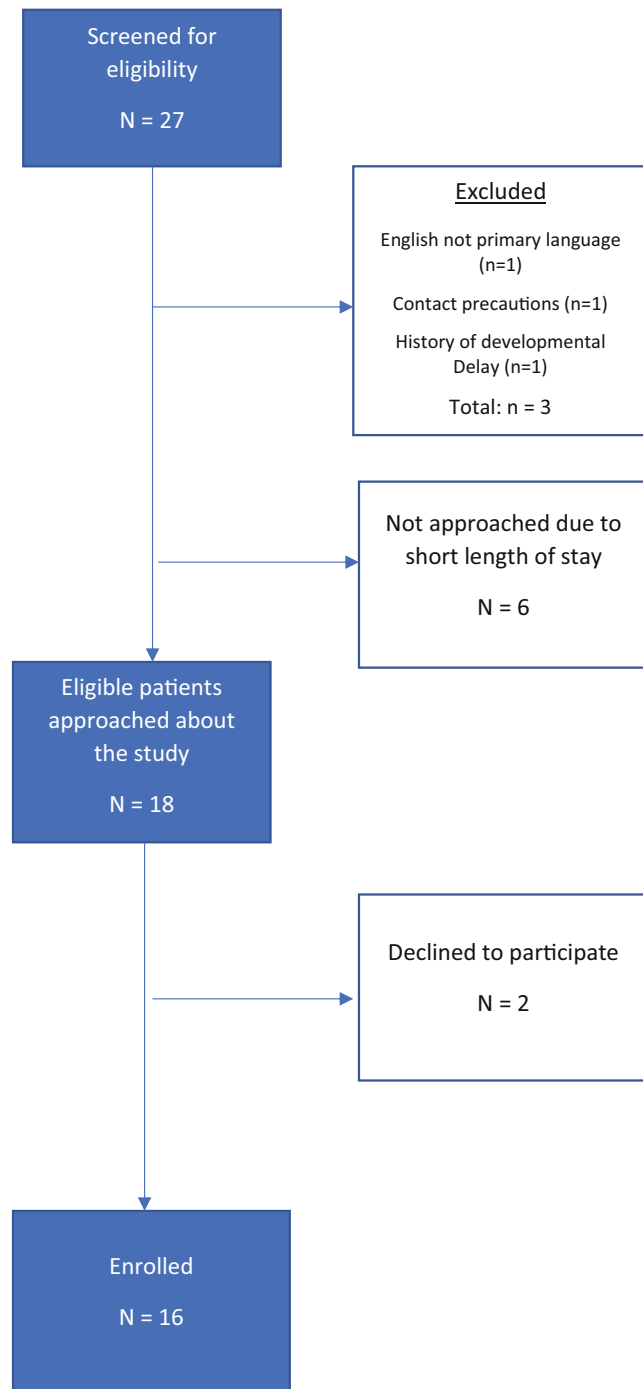 Screened for
eligibility
N = 27
Excluded
English not primary language
(n=1)
Contact precautions (n=1)
History of developmental
Delay (n=1)
Total: n = 3
Not approached due to
short length of stay
N = 6
Eligible patients
approached about
the study
N = 18
Declined to participate
N = 2
Enrolled
N = 16